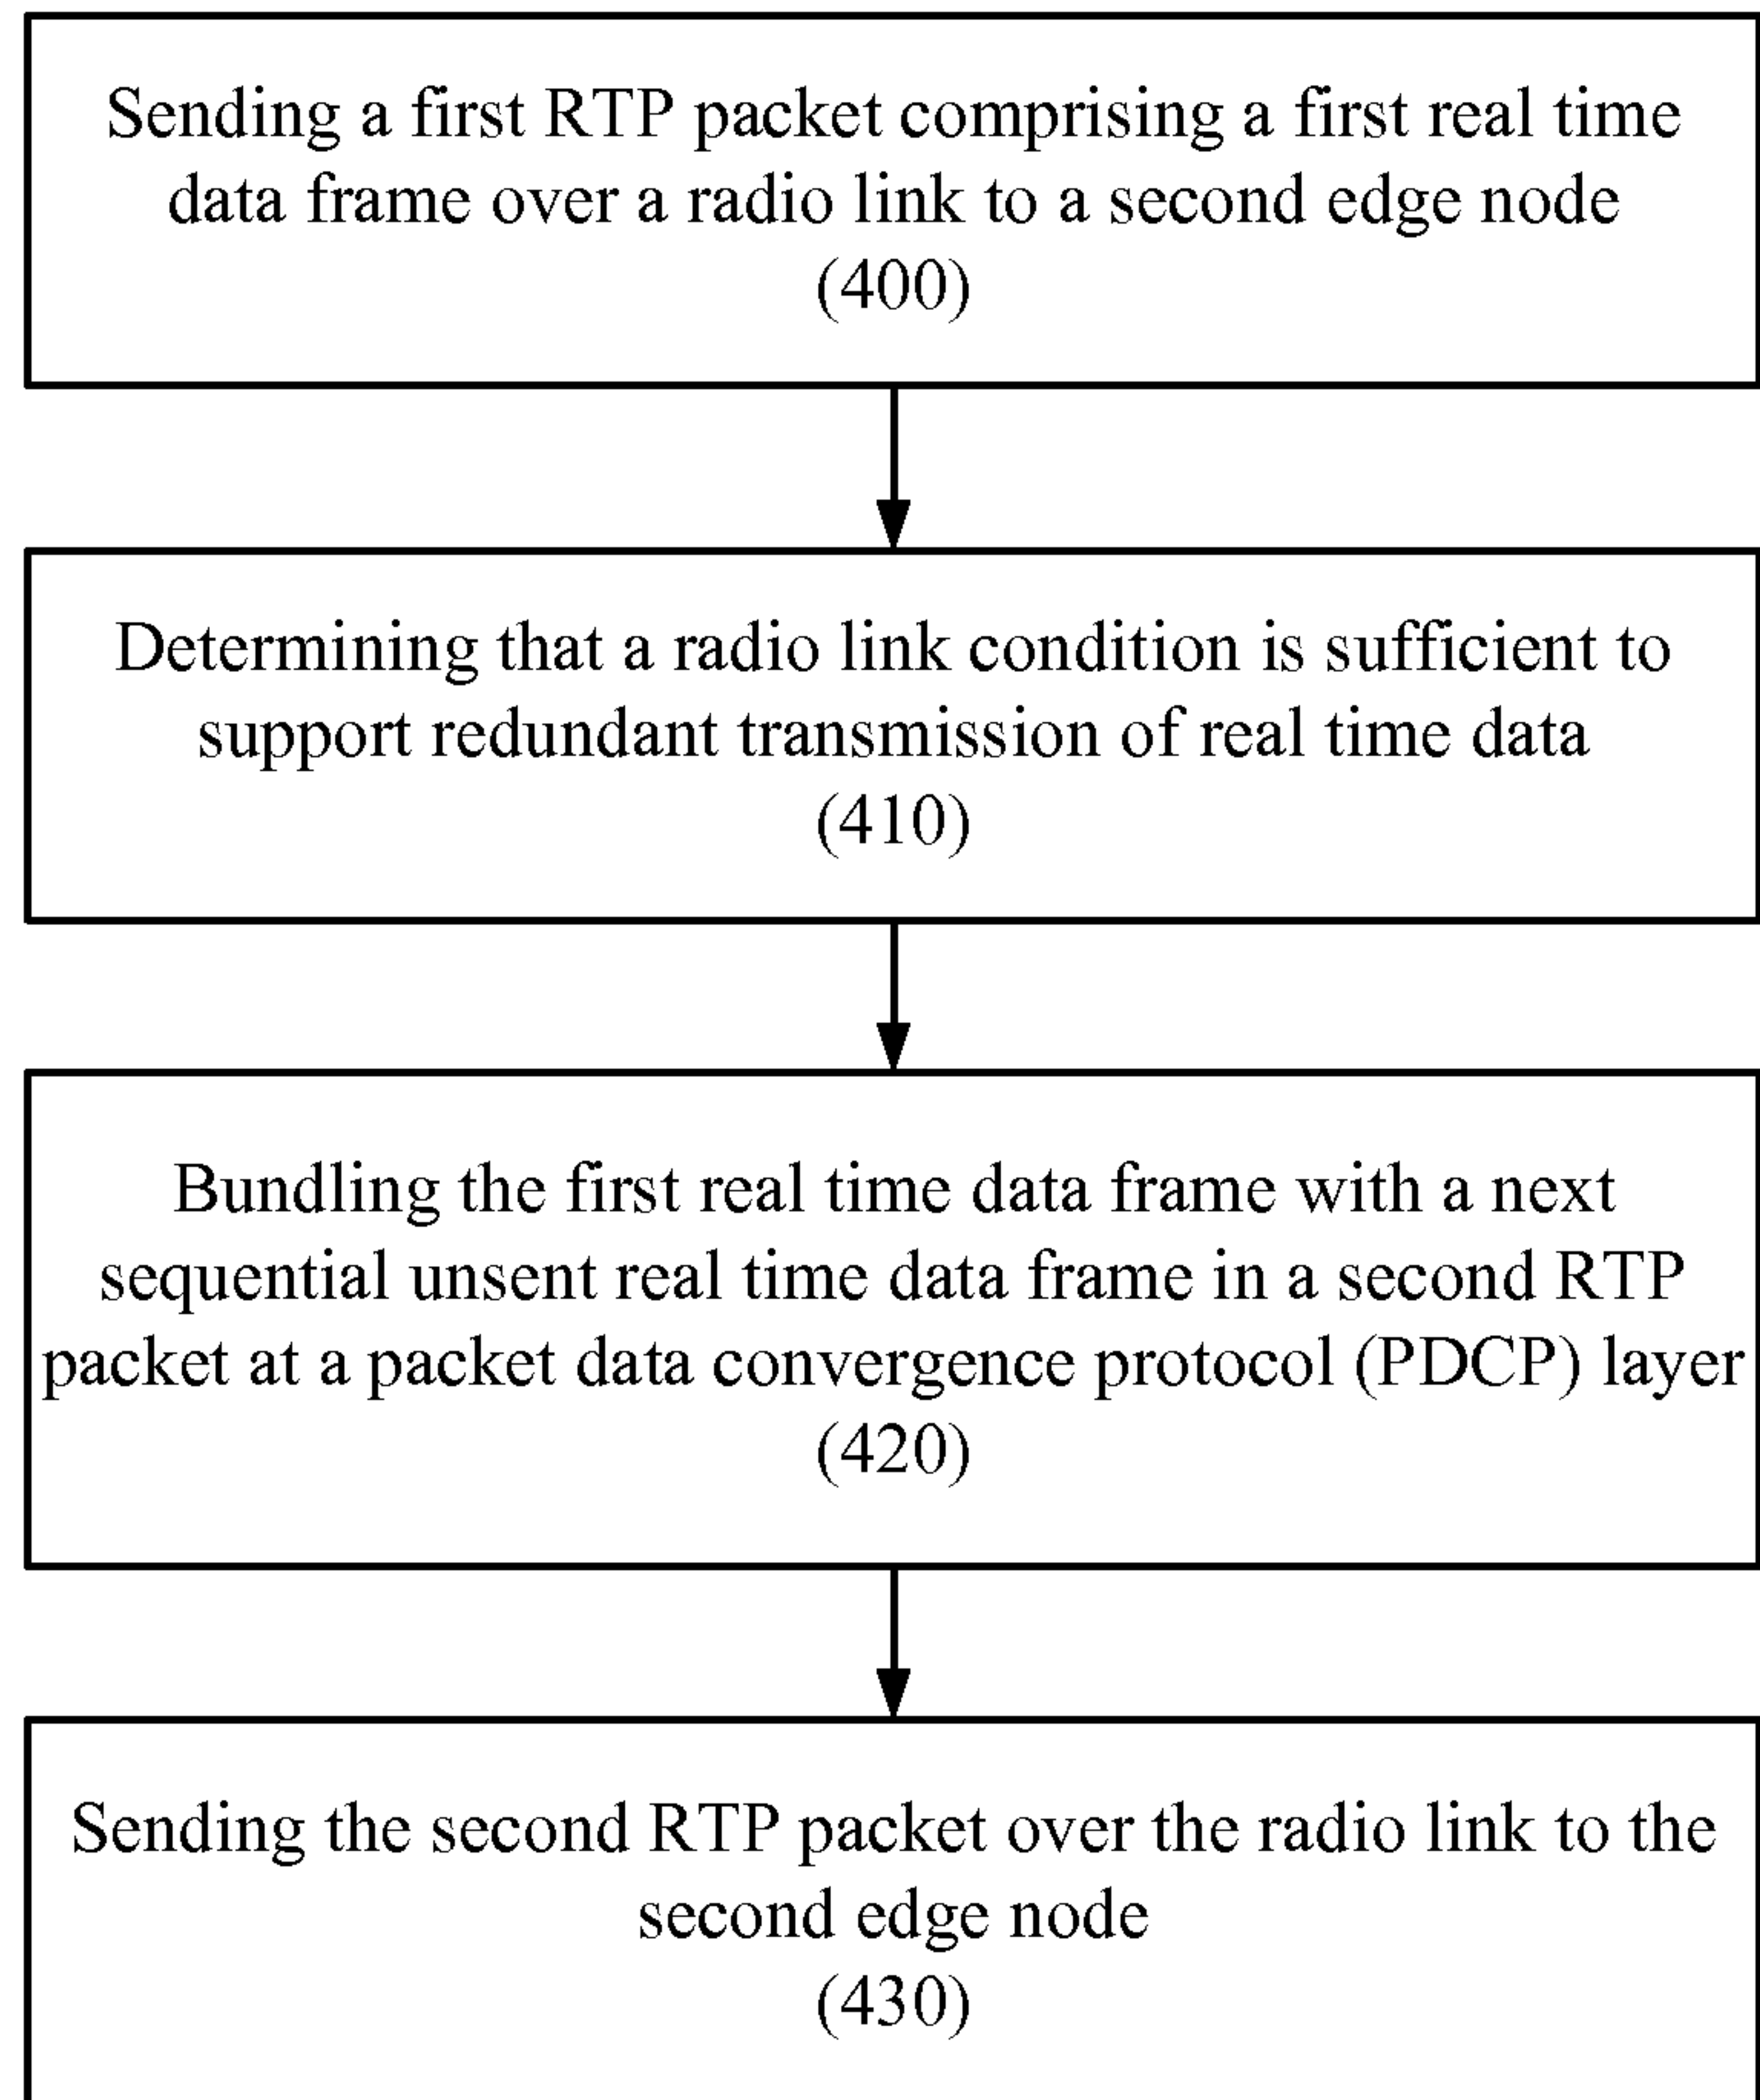 Sending a first RTP packet comprising a first real time
data frame over a radio link to a second edge node
(400)
Determining that a radio link condition is sufficient to
support redundant transmission of real time data
(410)
Bundling the first real time data frame with a next
sequential unsent real time data frame in a second RTP
packet at a packet data convergence protocol (PDCP) layer
(420)
Sending the second RTP packet over the radio link to the
second edge node
(430)